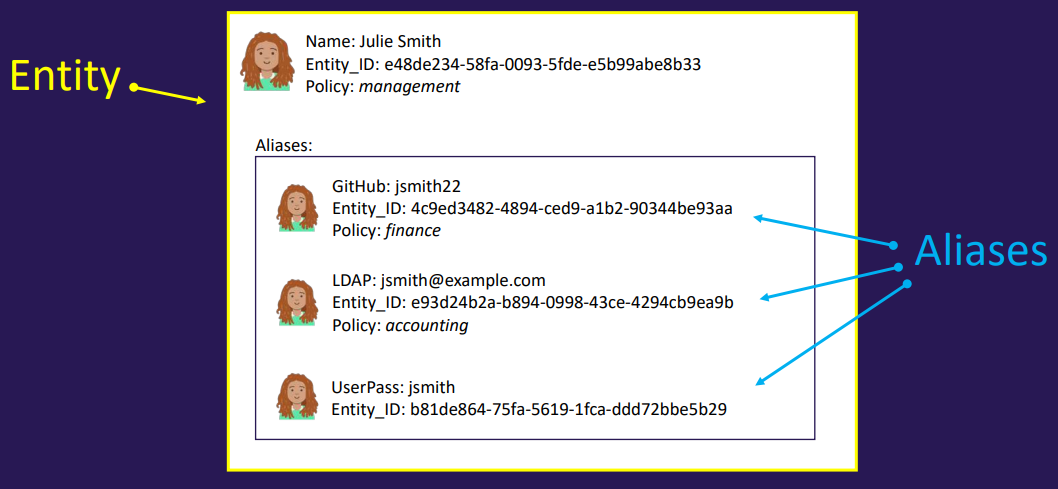 Entity
Name: Julie Smith
Entity_ID: e48de234-58fa-0093-5fde-e5b99abe8b33
Policy: management
Aliases:
GitHub: jsmith22
Entity_ID: 4c9ed3482-4894-ced9-a1b2-90344be93aa
Policy: finance
LDAP: jsmith@example.com
Entity_ID: e93d24b2a-b894-0998-43ce-4294cb9ea9b
Policy: accounting
UserPass: jsmith
Entity_ID: b81de864-75fa-5619-1fca-ddd72bbe5b29
Aliases